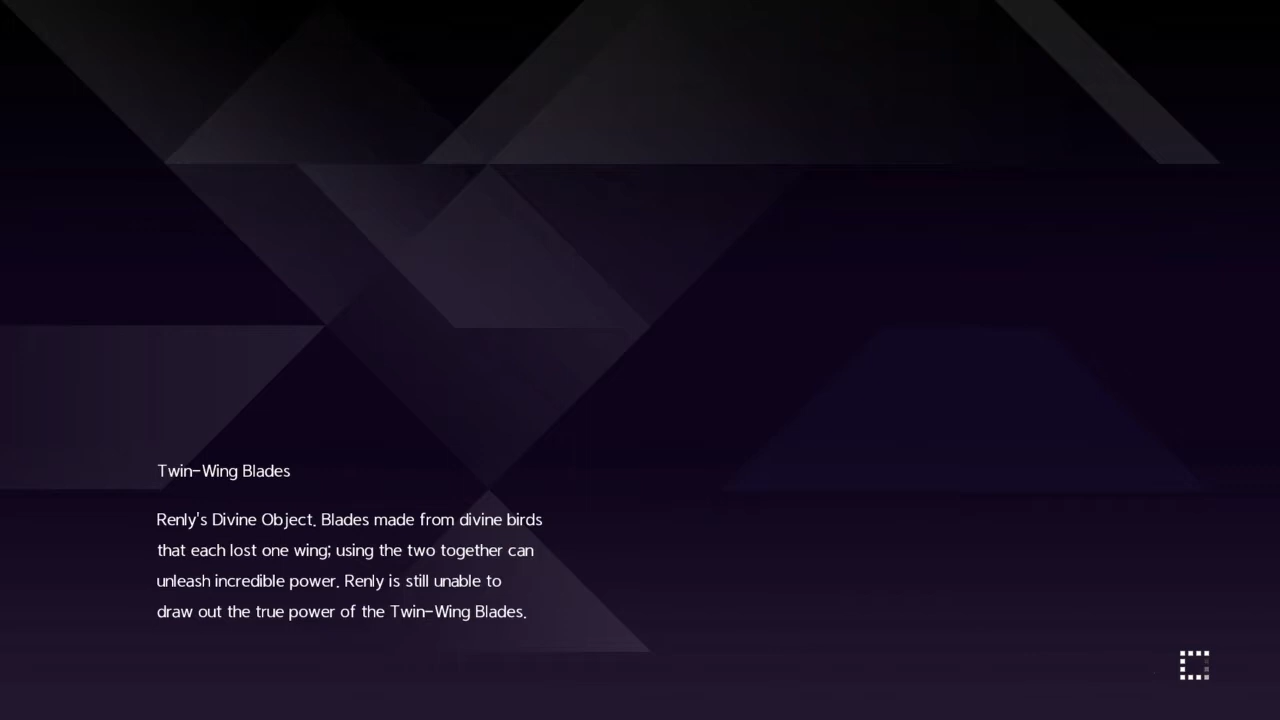 Twin-Wing Blades
Renly's Divine Object. Blades made from divine birds
that each lost one wing; using the two together can
unleash incredible power. Renly is still unable to
draw out the true power of the Twin-Wing Blades.